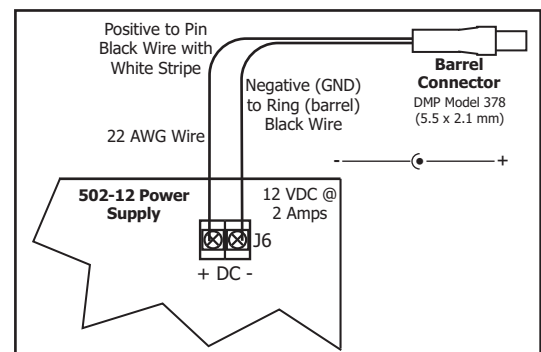 Positive to Pin
Black Wire with
White Stripe
Barrel
Connector
DMP Model 378
(5.5 x 2.1 mm)
Negative (GND)
to Ring (barrel)
Black Wire
22 AWG Wire
- +
502-12 Power
Supply
12 VDC @
2 Amps
J6
+ DC -